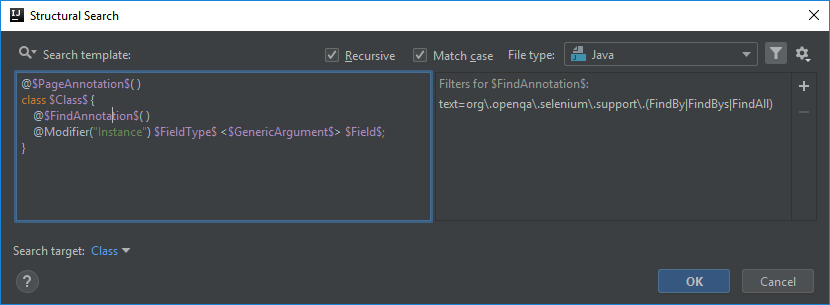 IJ Structural Search
Search template: Recursive Match case File type: Java
@$PageAnnotation$( )
class $Class$ {
@$FindAnnotation$( )
@Modifier("Instance") $FieldType$ <$GenericArgument$> $Field$;
}
Filters for $FindAnnotation$:
text=org\.openqa\.selenium\.support\.(FindBy|FindBys|FindAll)
Search target: Class
? OK Cancel